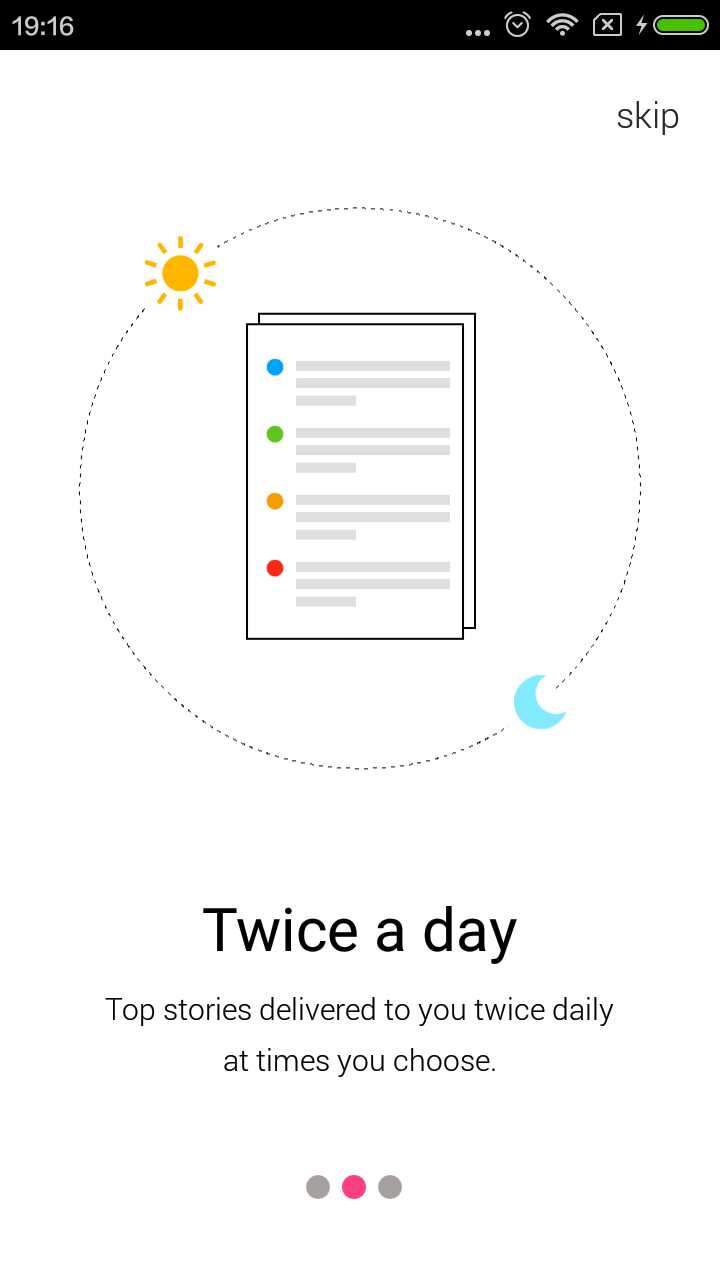 19:16
skip
Twice a day
Top stories delivered to you twice daily
at times you choose.